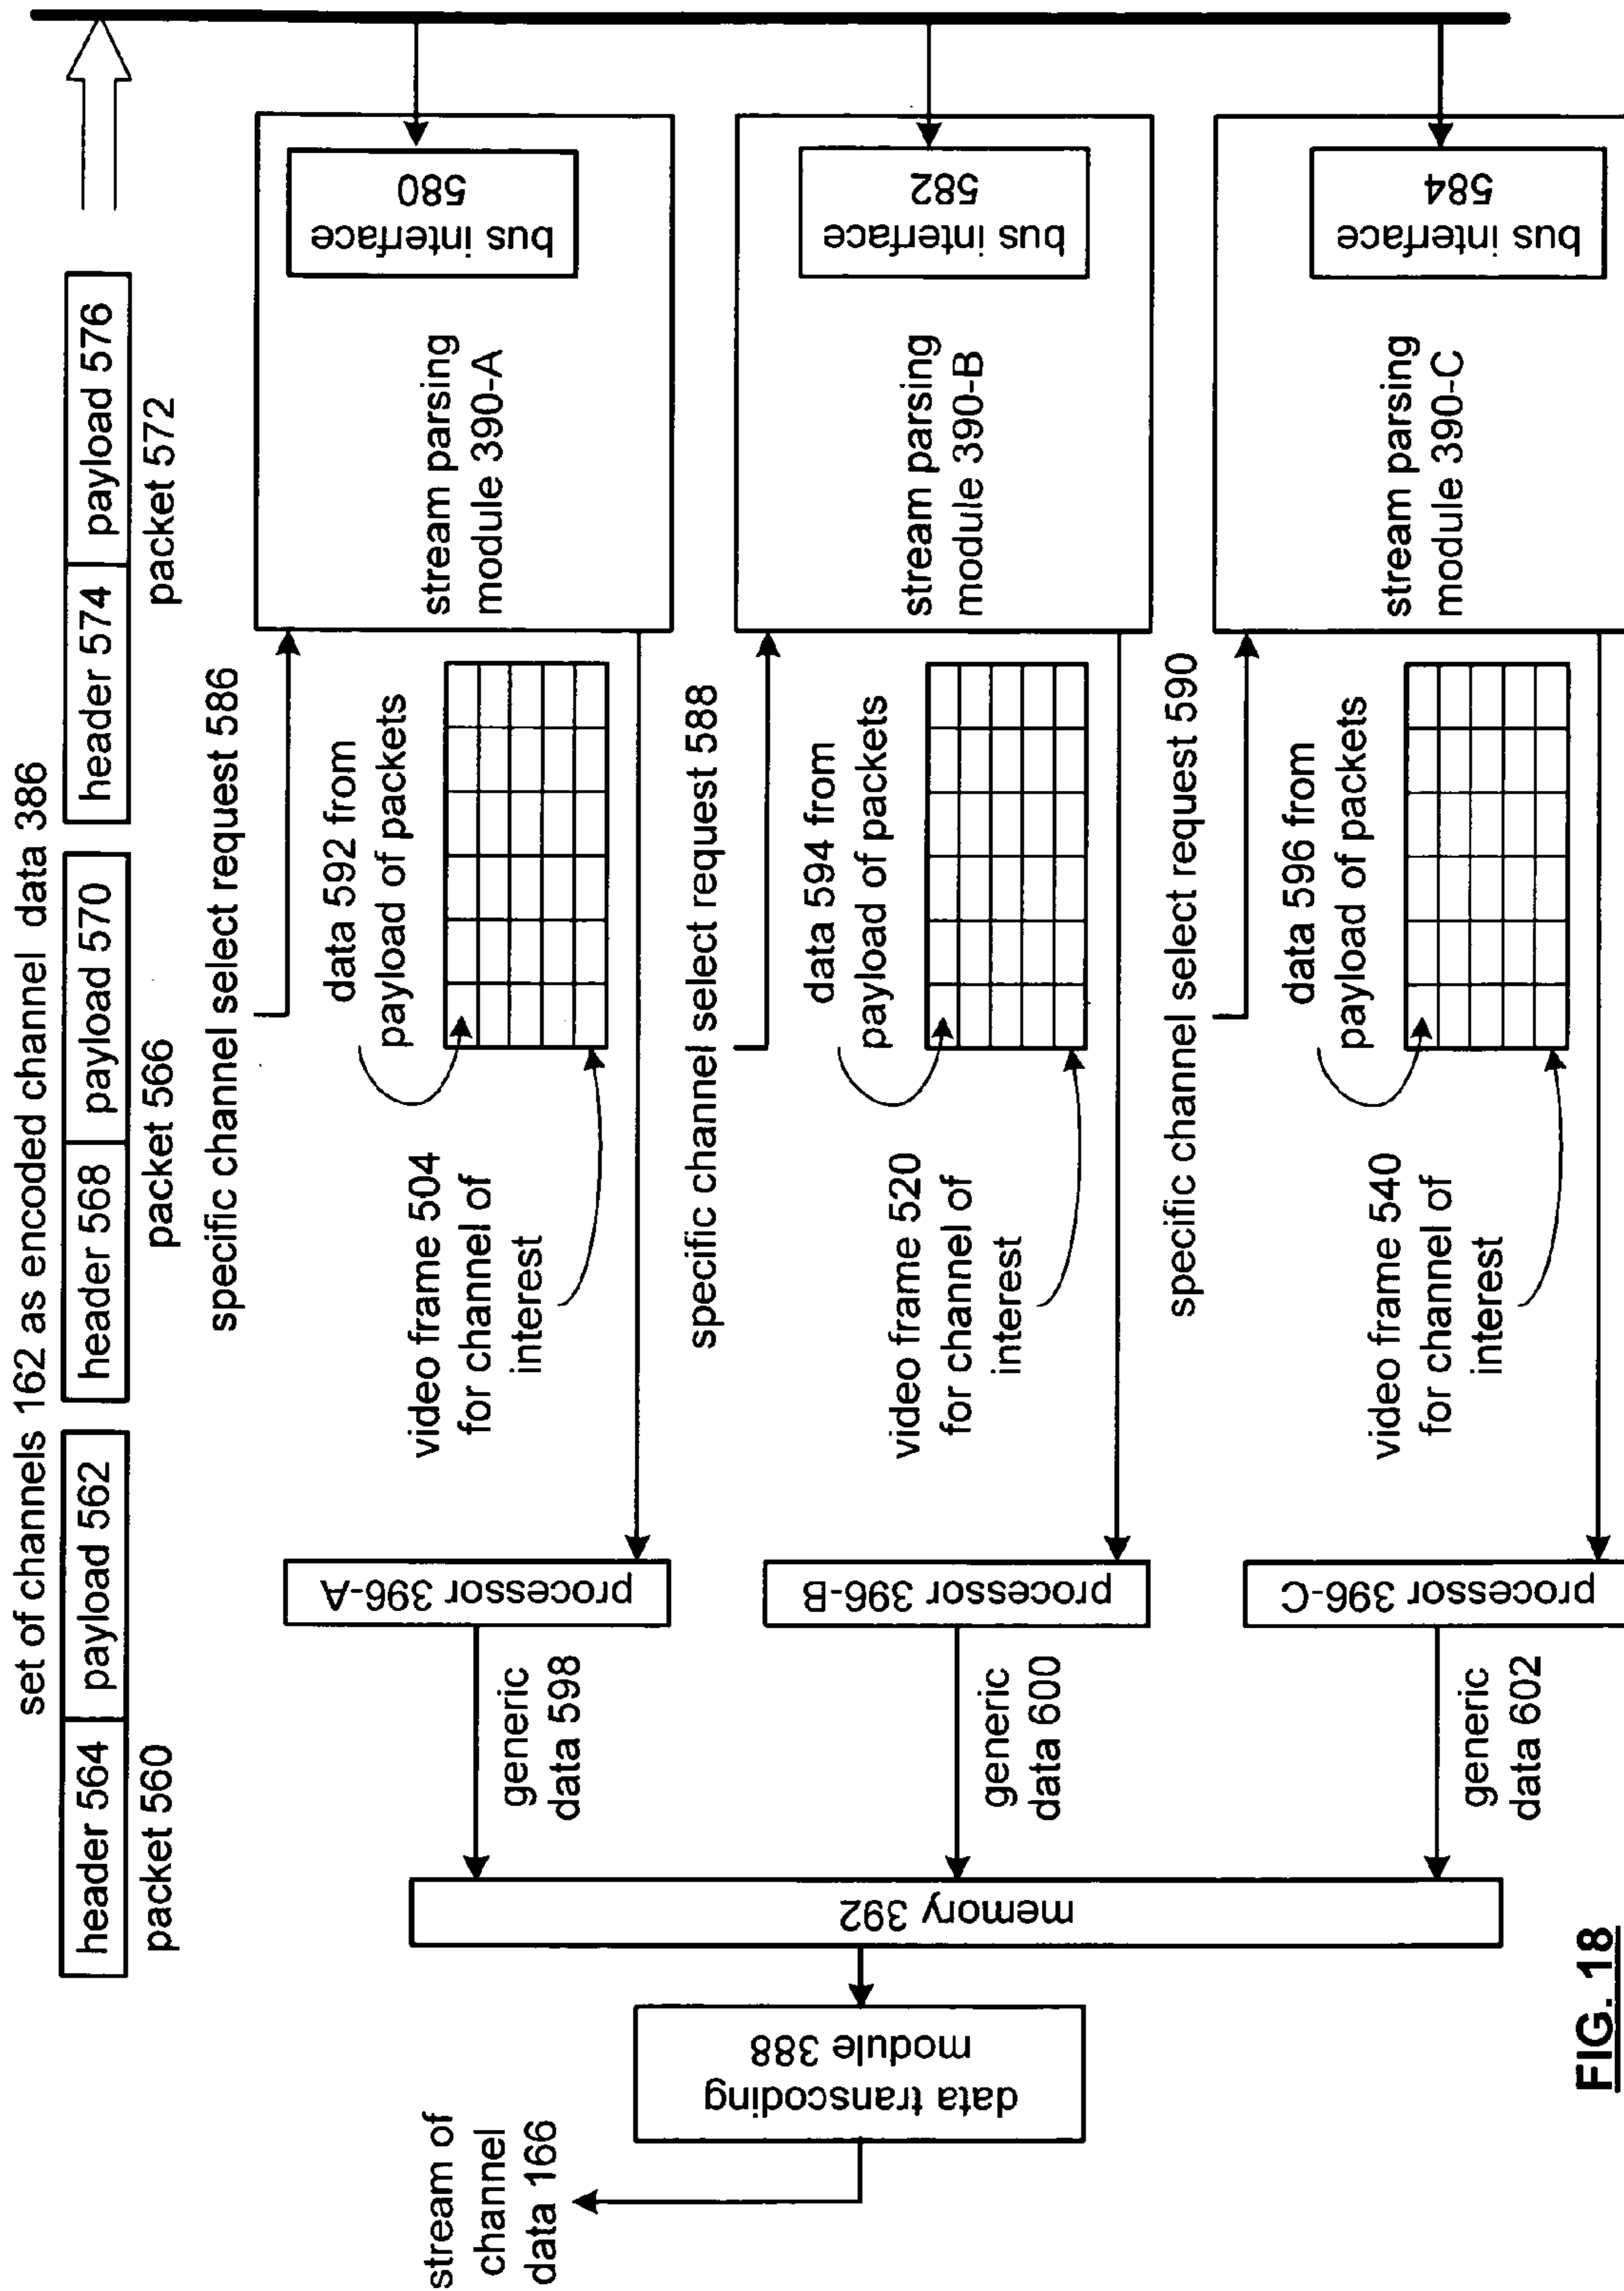 set of channels 162 as encoded channel data 386
header 564
payload 562
header 568
payload 570
header 574
payload 576
packet 560
packet 566
packet 572
specific channel select request 586
data 592 from
payload of packets
video frame 504
for channel of
interest
stream parsing
module 390-A
bus interface
580
processor 396-A
generic
data 598
specific channel select request 588
data 594 from
payload of packets
video frame 520
for channel of
interest
stream parsing
module 390-B
bus interface
582
processor 396-B
generic
data 600
specific channel select request 590
data 596 from
payload of packets
video frame 540
for channel of
interest
stream parsing
module 390-C
bus interface
584
processor 396-C
generic
data 602
memory 392
data transcoding
module 388
stream of
channel
data 166
FIG. 18